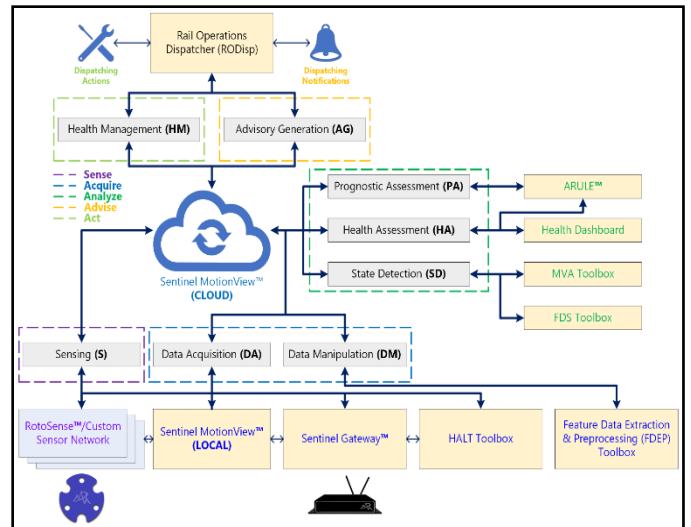 Rail Operations
Dispatcher (RODisp)
Dispatching
Actions
Dispatching
Notifications
Health Management (HM)
Advisory Generation (AG)
Sense
Acquire
Analyze
Advise
Act
Prognostic Assessment (PA)
ARULE™
Health Assessment (HA)
Health Dashboard
State Detection (SD)
MVA Toolbox
FDS Toolbox
Sentinel MotionView™
(CLOUD)
Sensing (S)
Data Acquisition (DA)
Data Manipulation (DM)
RotoSense™/Custom
Sensor Network
Sentinel MotionView™
(LOCAL)
Sentinel Gateway™
HALT Toolbox
Feature Data Extraction
& Preprocessing (FDEP)
Toolbox